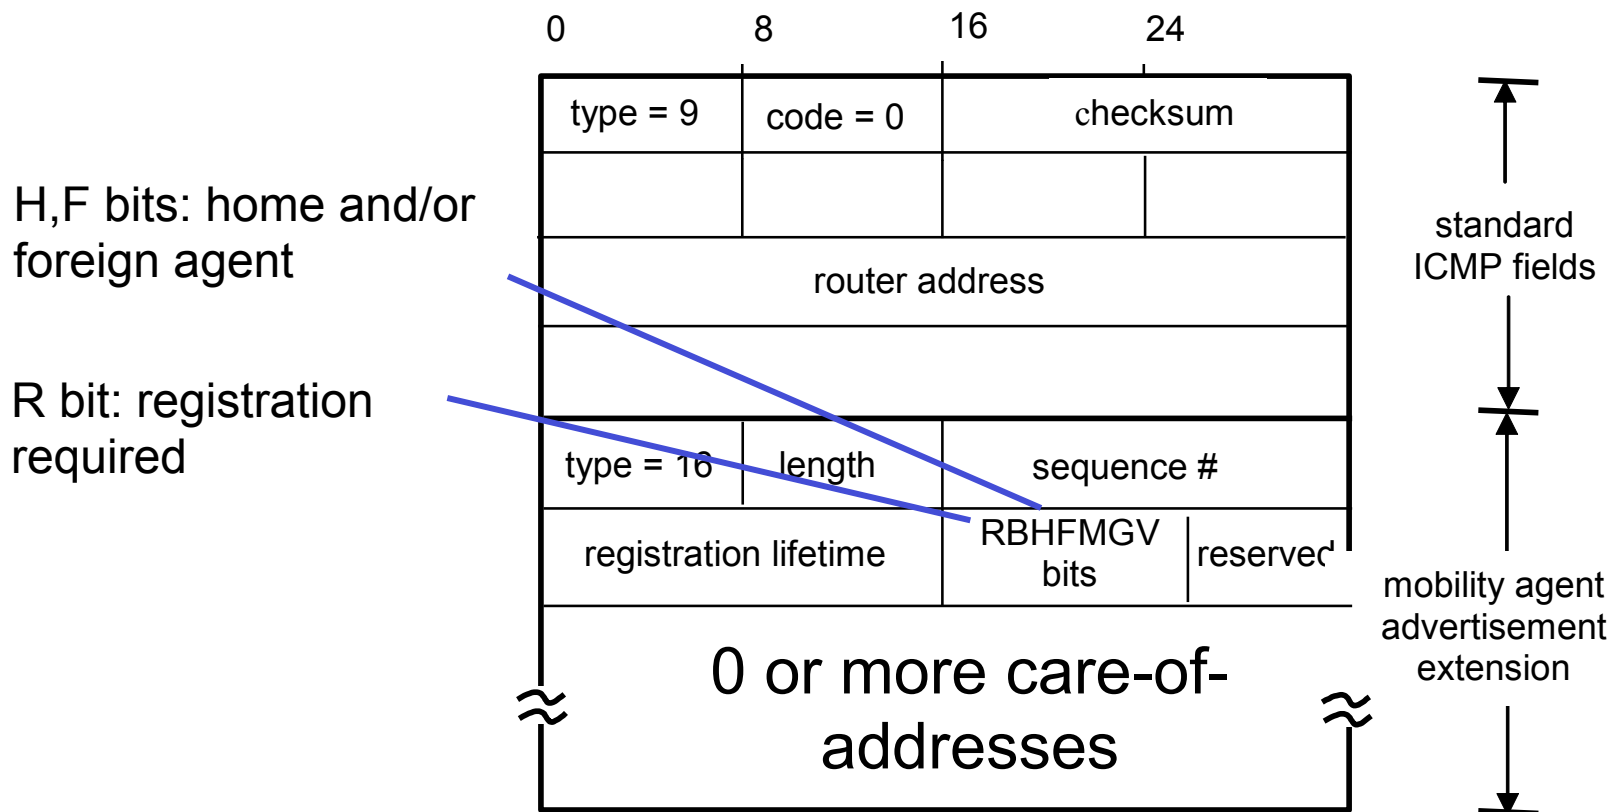 0 8 16 24
type = 9 code = 0 checksum
H,F bits: home and/or
foreign agent
router address
standard
ICMP fields
R bit: registration
required
type = 16 length sequence #
registration lifetime RBHFMGV
bits
reserved
mobility agent
advertisement
extension
0 or more care-of-
addresses